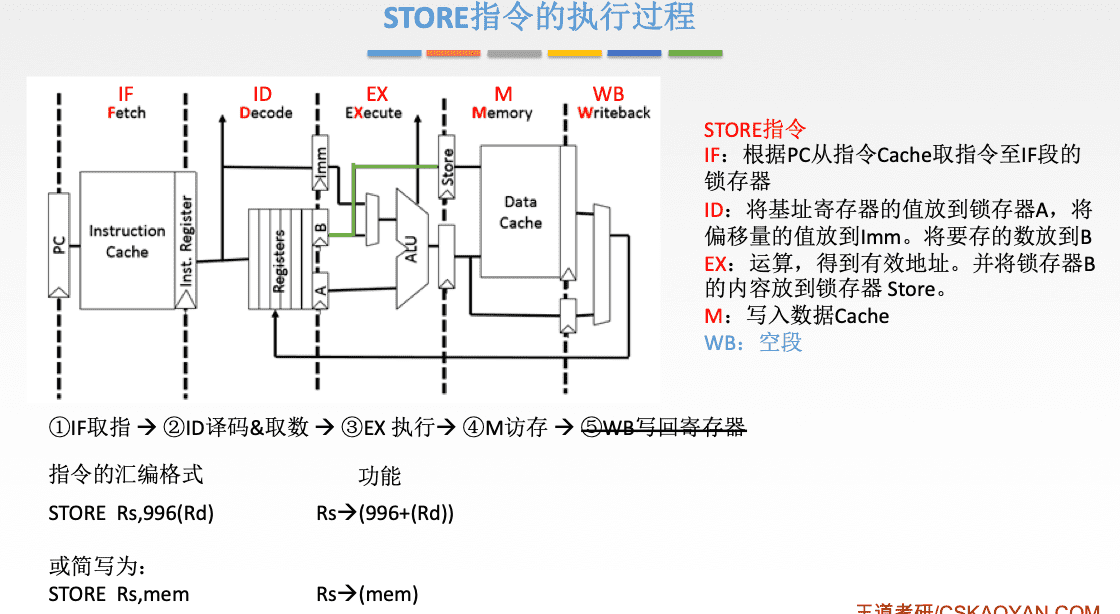 STORE指令的执行过程
IF
Fetch
ID
Decode
EX
EXecute
M
Memory
WB
Writeback
PC
Instruction
Cache
Inst. Register
Registers
Imm
B
A
ALU
Store
Data
Cache
STORE指令
IF：根据PC从指令Cache取指令至IF段的
锁存器
ID：将基址寄存器的值放到锁存器A，将
偏移量的值放到Imm。将要存的数放到B
EX：运算，得到有效地址。并将锁存器B
的内容放到锁存器 Store。
M：写入数据Cache
WB：空段
①IF取指 → ②ID译码&取数 → ③EX 执行→ ④M访存 → ⑤WB写回寄存器
指令的汇编格式
功能
STORE Rs,996(Rd)
Rs→(996+(Rd))
或简写为：
STORE Rs,mem
Rs→(mem)
王道考研/CSKAOYAN.COM